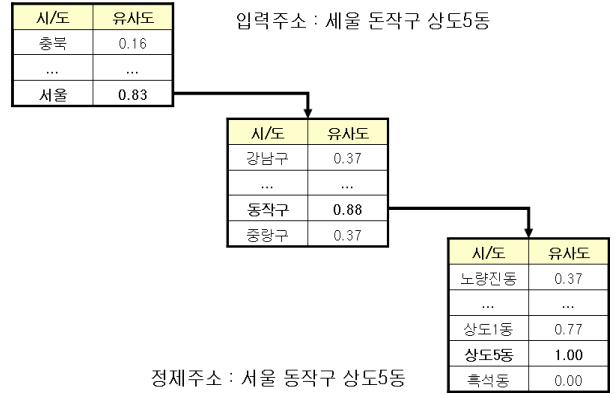 입력주소 : 세울 돈작구 상도5동
시/도 유사도
충북 0.16
... ...
서울 0.83
시/도 유사도
강남구 0.37
... ...
동작구 0.88
중랑구 0.37
시/도 유사도
노량진동 0.37
... ...
상도1동 0.77
상도5동 1.00
흑석동 0.00
정제주소 : 서울 동작구 상도5동